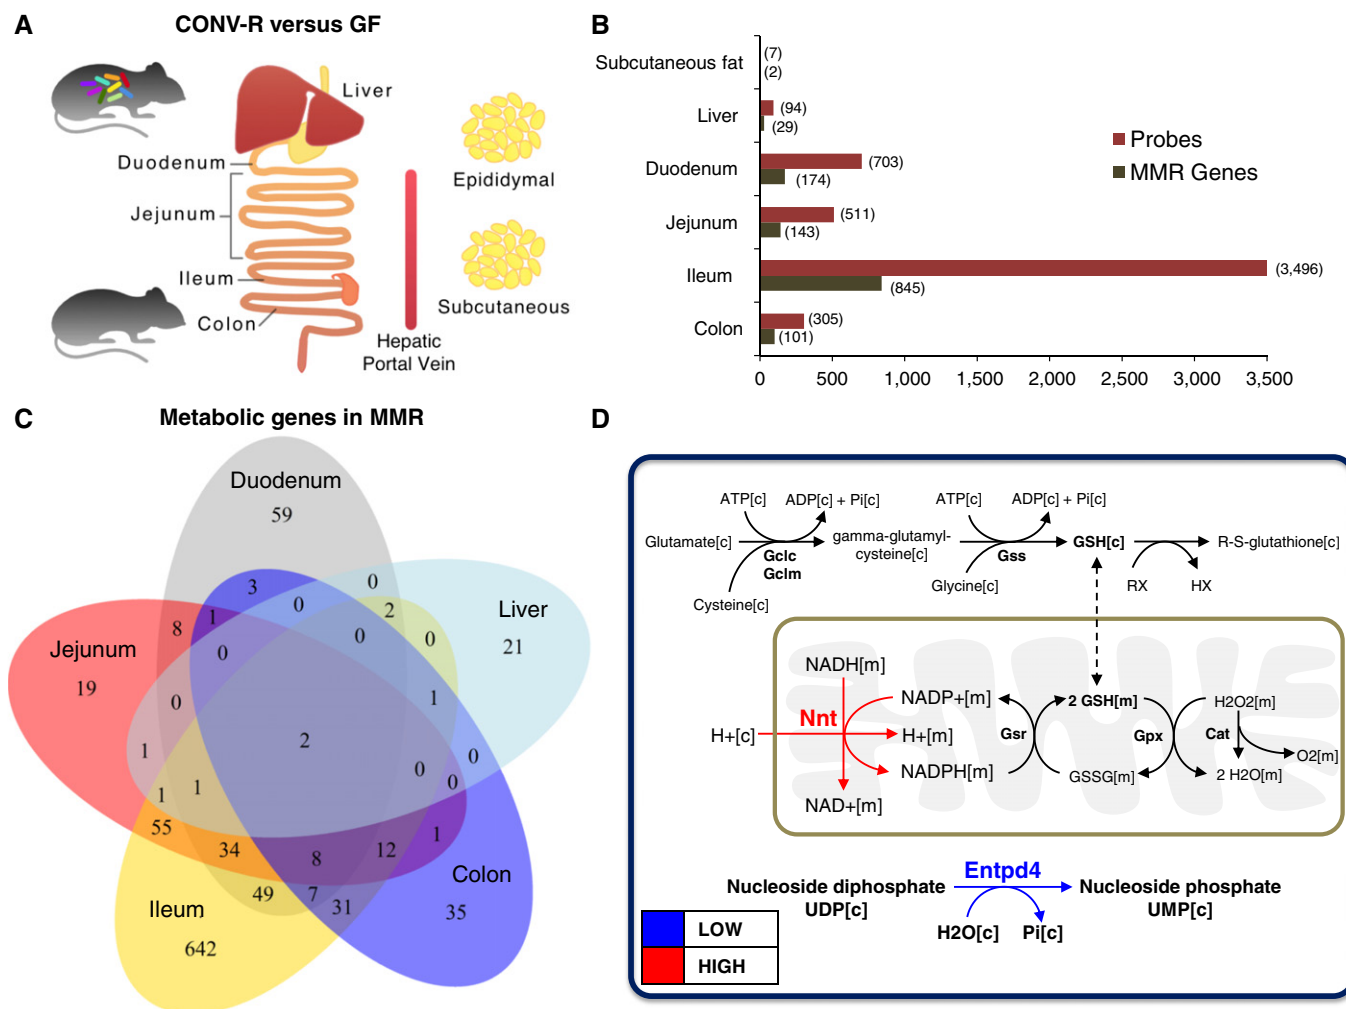 A
CONV-R versus GF
Liver
Duodenum
Jejunum
Ileum
Colon
Epididymal
Subcutaneous
Hepatic
Portal Vein
B
Subcutaneous fat
(7)
(2)
Liver
(94)
(29)
Duodenum
(703)
(174)
Jejunum
(511)
(143)
Ileum
(3,496)
(845)
Colon
(305)
(101)
Probes
MMR Genes
0 500 1,000 1,500 2,000 2,500 3,000 3,500
C
Metabolic genes in MMR
Duodenum
59
3
0
0
2
Liver
21
8
1
0
0
0
Jejunum
19
0
1
0
2
1
0
0
0
1
1
55
34
8
12
1
49
7
31
Colon
35
Ileum
642
D
ATP[c]
ADP[c] + Pi[c]
ATP[c]
ADP[c] + Pi[c]
Glutamate[c]
Gclc
Gclm
gamma-glutamyl-
cysteine[c]
Gss
GSH[c]
R-S-glutathione[c]
Cysteine[c]
Glycine[c]
RX
HX
NADH[m]
NADP+[m]
2 GSH[m]
H2O2[m]
Nnt
H+[c]
H+[m]
Gsr
Gpx
Cat
O2[m]
NADPH[m]
GSSG[m]
2 H2O[m]
NAD+[m]
Entpd4
Nucleoside diphosphate
UDP[c]
Nucleoside phosphate
UMP[c]
H2O[c]
Pi[c]
LOW
HIGH